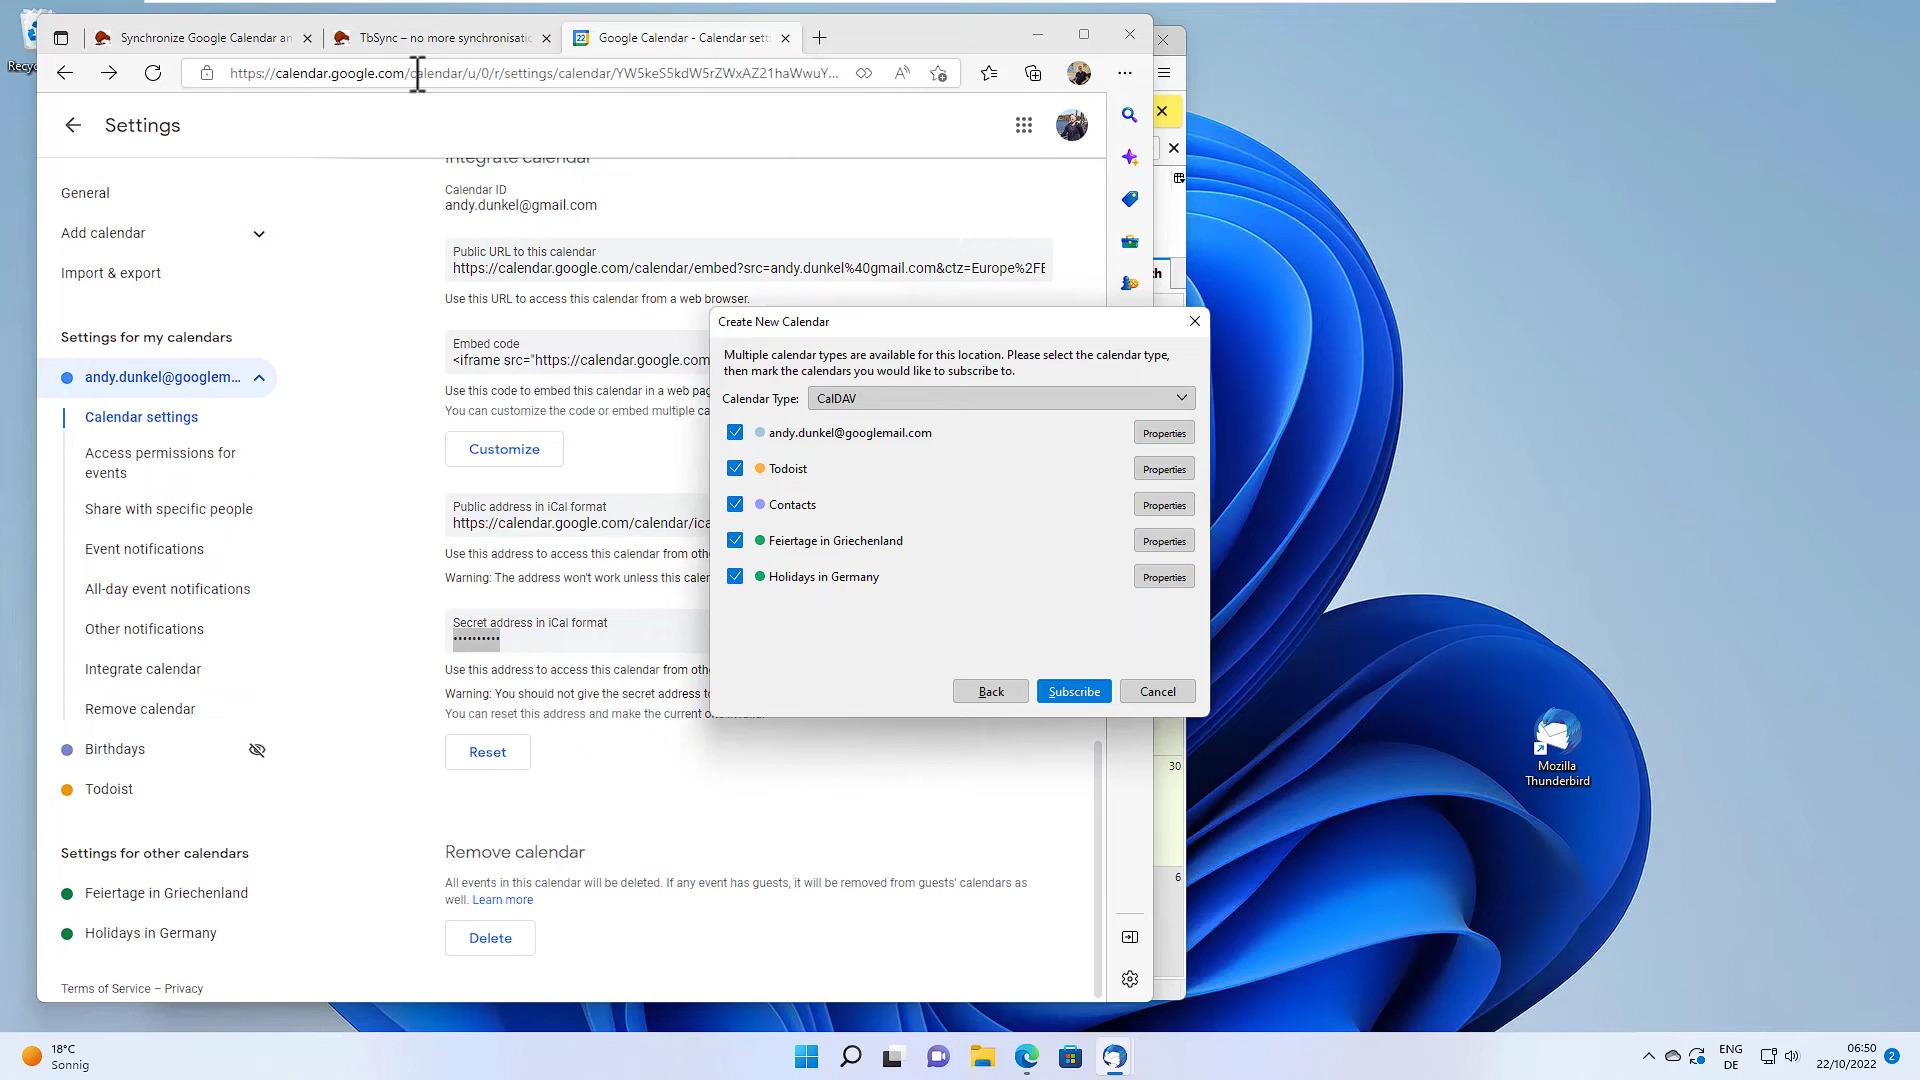 Synchronize Google Calendar an
TbSync – no more synchronisatio
Google Calendar - Calendar sett
https://calendar.google.com/calendar/u/0/r/settings/calendar/YW5keS5kdW5rZWxAZ21haWwuY...
Settings
General
Add calendar
Import & export
Settings for my calendars
andy.dunkel@googlem...
Calendar settings
Access permissions for
events
Share with specific people
Event notifications
All-day event notifications
Other notifications
Integrate calendar
Remove calendar
Birthdays
Todoist
Settings for other calendars
Feiertage in Griechenland
Holidays in Germany
Terms of Service – Privacy
Integrate calendar
Calendar ID
andy.dunkel@gmail.com
Public URL to this calendar
https://calendar.google.com/calendar/embed?src=andy.dunkel%40gmail.com&ctz=Europe%2FE
Use this URL to access this calendar from a web browser.
Embed code
<iframe src="https://calendar.google.com
Use this code to embed this calendar in a web pag
You can customize the code or embed multiple ca
Customize
Public address in iCal format
https://calendar.google.com/calendar/ica
Use this address to access this calendar from oth
Warning: The address won't work unless this caler
Secret address in iCal format
••••••••••
Use this address to access this calendar from oth
Warning: You should not give the secret address to
You can reset this address and make the current one invalid.
Reset
Remove calendar
All events in this calendar will be deleted. If any event has guests, it will be removed from guests' calendars as
well. Learn more
Delete
Create New Calendar
Multiple calendar types are available for this location. Please select the calendar type,
then mark the calendars you would like to subscribe to.
Calendar Type: CalDAV
andy.dunkel@googlemail.com Properties
Todoist Properties
Contacts Properties
Feiertage in Griechenland Properties
Holidays in Germany Properties
Back Subscribe Cancel
th
30
6
Recyc
Mozilla
Thunderbird
18°C
Sonnig
ENG
DE
06:50
22/10/2022
2